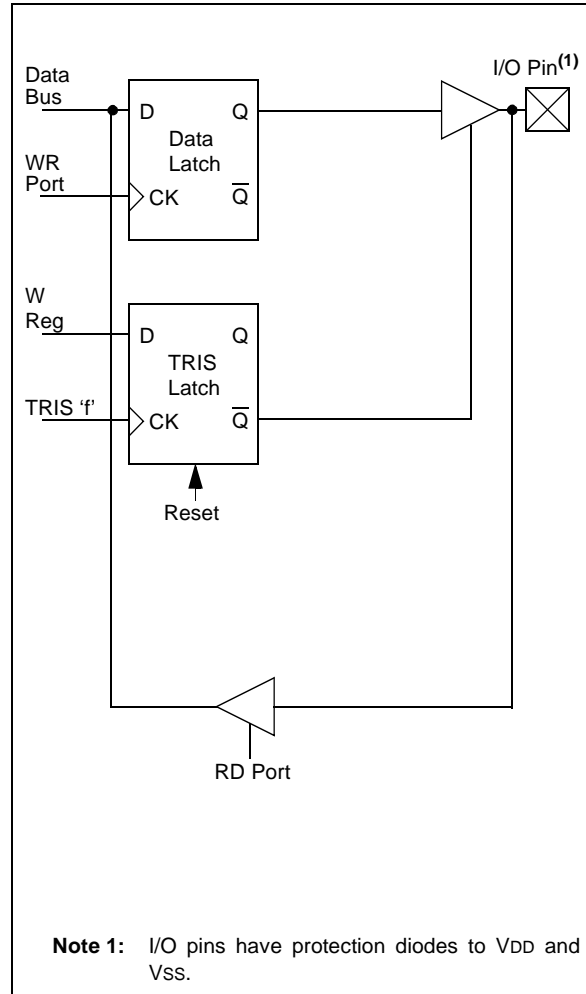 Data
Bus
I/O Pin(1)
D Q
Data
Latch
WR
Port
CK Q̅
W
Reg
D Q
TRIS
Latch
TRIS ‘f’
CK Q̅
Reset
RD Port
Note 1: I/O pins have protection diodes to VDD and
VSS.